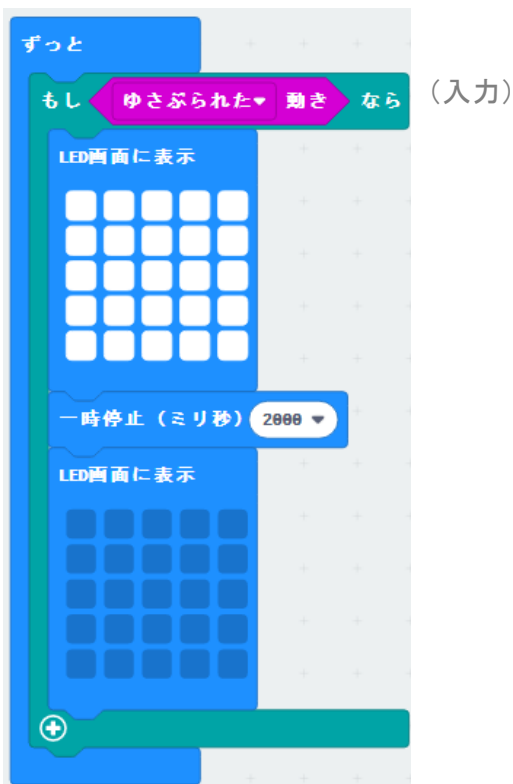 ずっと
もし ゆさぶられた 動き なら (入力)
LED画面に表示
一時停止（ミリ秒） 2000
LED画面に表示